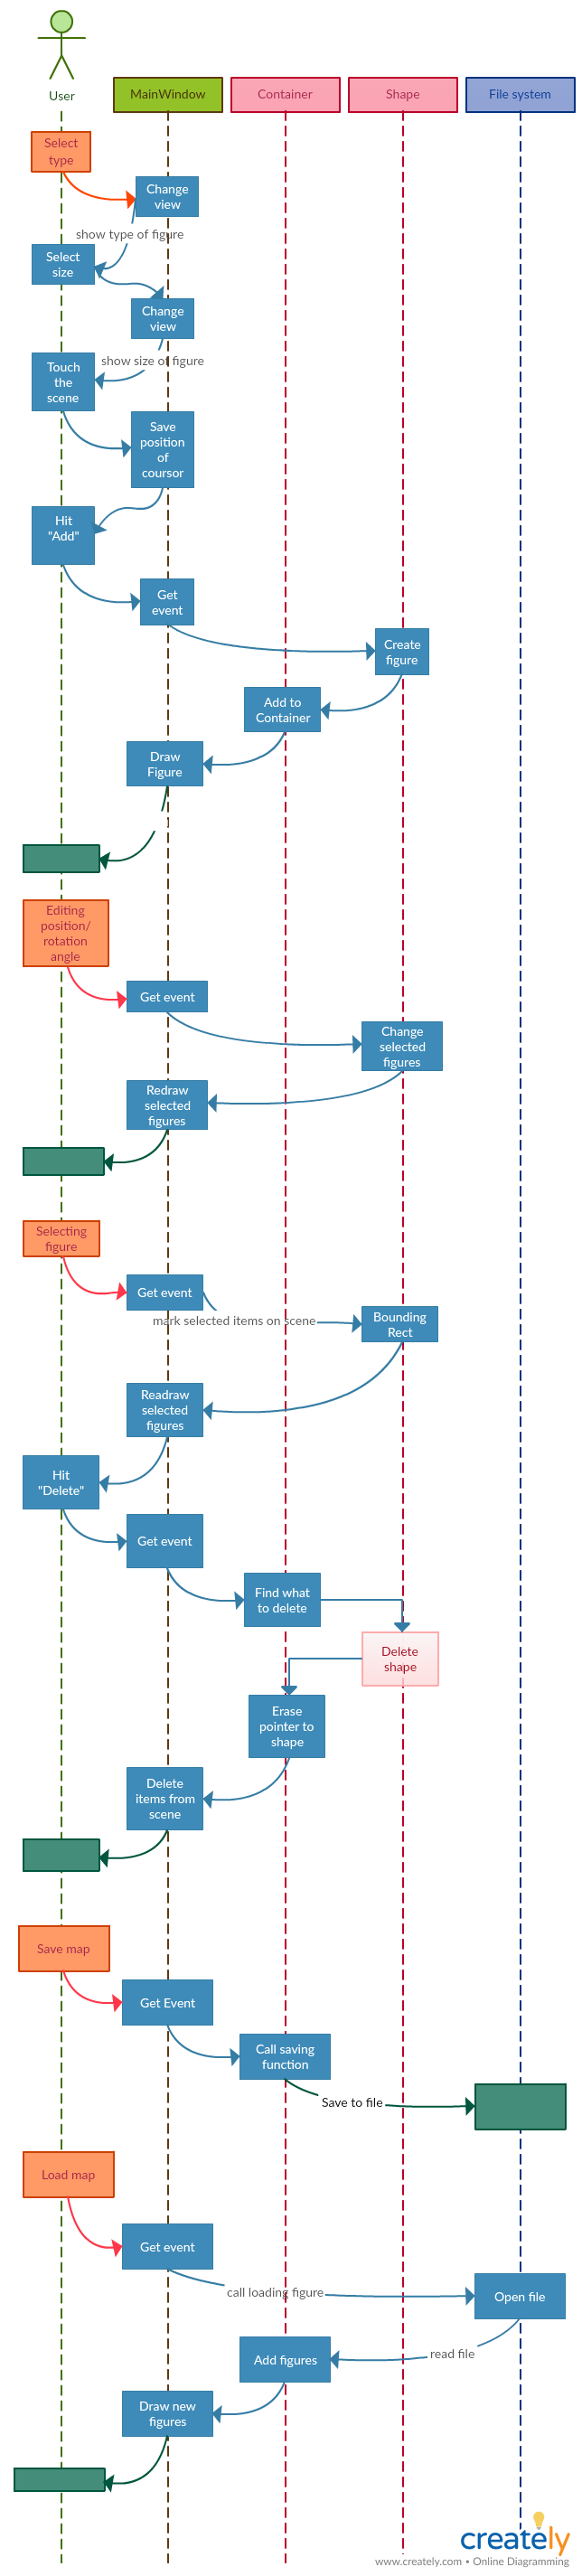 User
MainWindow
Container
Shape
File system
Select
type
Change
view
show type of figure
Select
size
Change
view
show size of figure
Touch
the
scene
Save
position
of
coursor
Hit
"Add"
Get
event
Create
figure
Add to
Container
Draw
Figure
Editing
position/
rotation
angle
Get event
Change
selected
figures
Redraw
selected
figures
Selecting
figure
Get event
mark selected items on scene
Bounding
Rect
Readraw
selected
figures
Hit
"Delete"
Get event
Find what
to delete
Delete
shape
Erase
pointer to
shape
Delete
items from
scene
Save map
Get Event
Call saving
function
Save to file
Load map
Get event
call loading figure
Open file
read file
Add figures
Draw new
figures
creately
www.creately.com • Online Diagramming